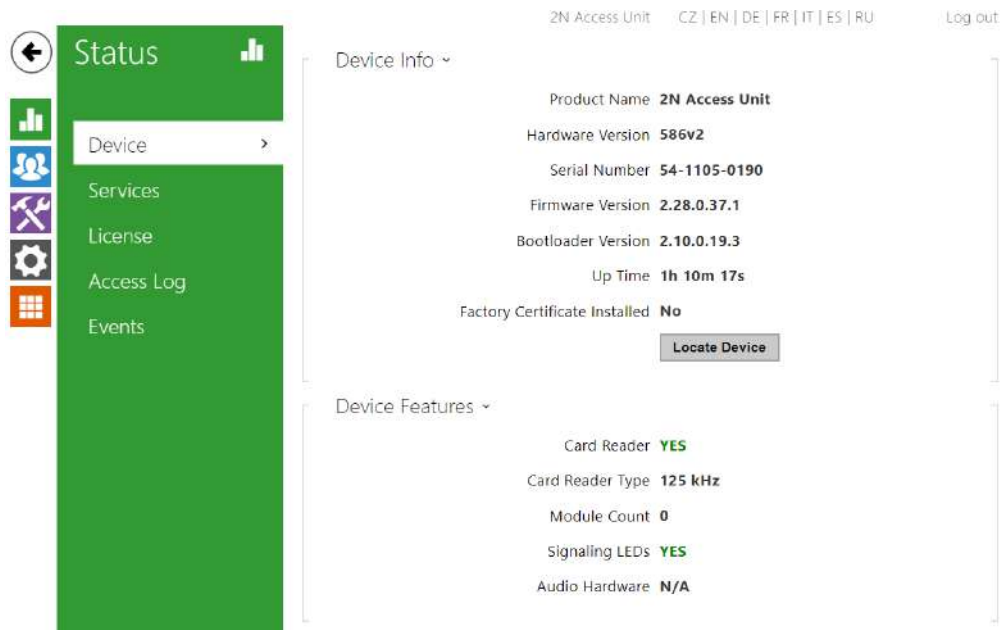 2N Access Unit CZ | EN | DE | FR | IT | ES | RU Log out
Status
Device
Services
License
Access Log
Events
Device Info
Product Name 2N Access Unit
Hardware Version 586v2
Serial Number 54-1105-0190
Firmware Version 2.28.0.37.1
Bootloader Version 2.10.0.19.3
Up Time 1h 10m 17s
Factory Certificate Installed No
Locate Device
Device Features
Card Reader YES
Card Reader Type 125 kHz
Module Count 0
Signaling LEDs YES
Audio Hardware N/A